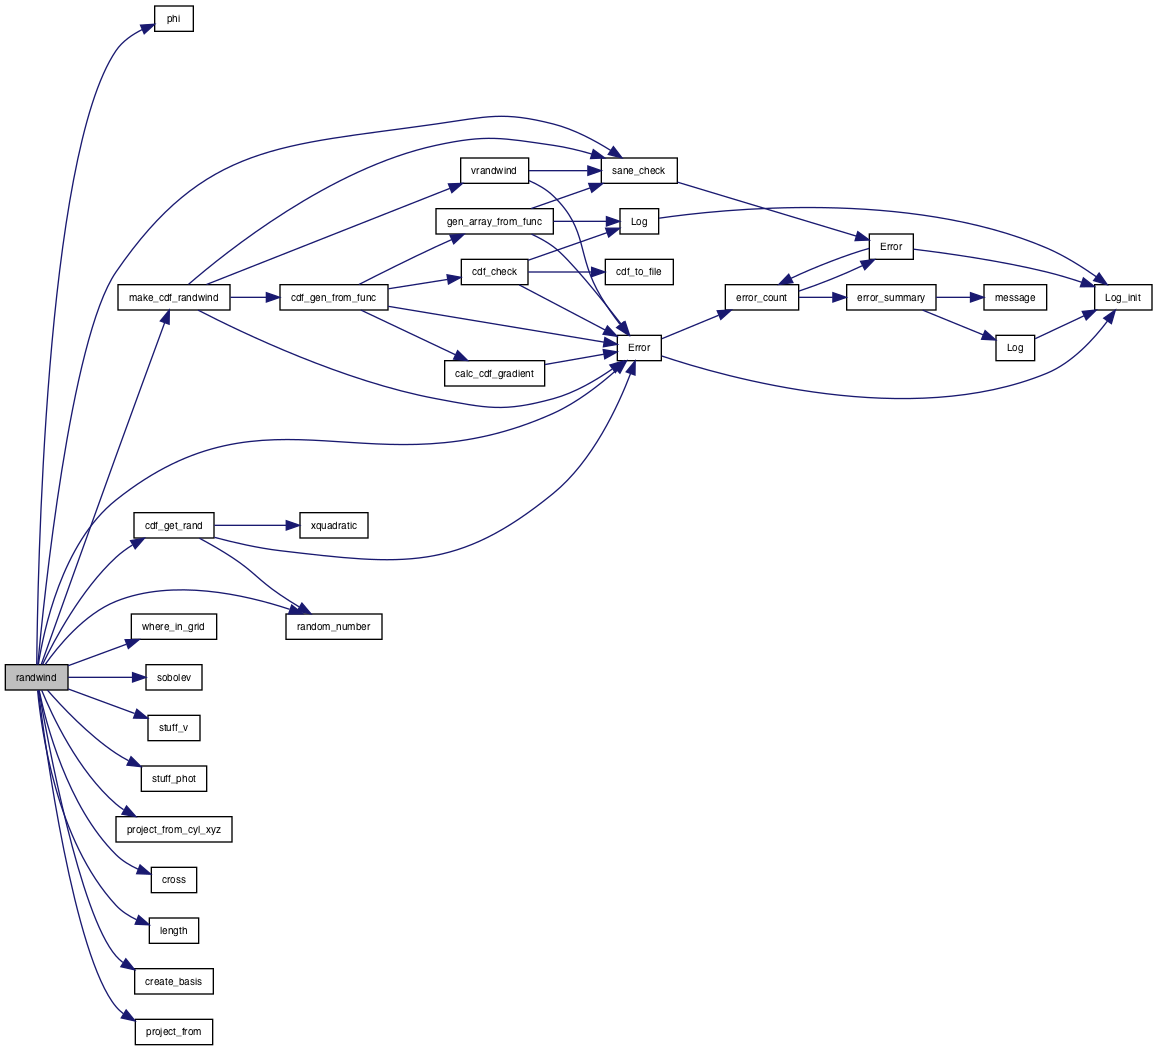 phi
vrandwind
sane_check
gen_array_from_func
Log
Error
cdf_check
cdf_to_file
make_cdf_randwind
cdf_gen_from_func
error_count
error_summary
message
Log_init
Error
Log
calc_cdf_gradient
cdf_get_rand
xquadratic
where_in_grid
random_number
randwind
sobolev
stuff_v
stuff_phot
project_from_cyl_xyz
cross
length
create_basis
project_from